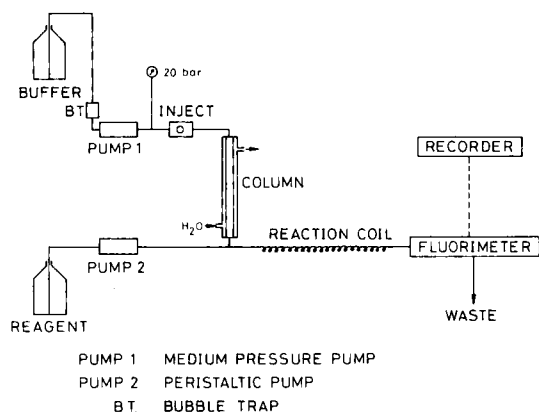 20 bar
BUFFER
BT.
INJECT
PUMP 1
RECORDER
COLUMN
H2O
REACTION COIL
FLUORIMETER
PUMP 2
REAGENT
WASTE
PUMP 1 MEDIUM PRESSURE PUMP
PUMP 2 PERISTALTIC PUMP
B.T. BUBBLE TRAP